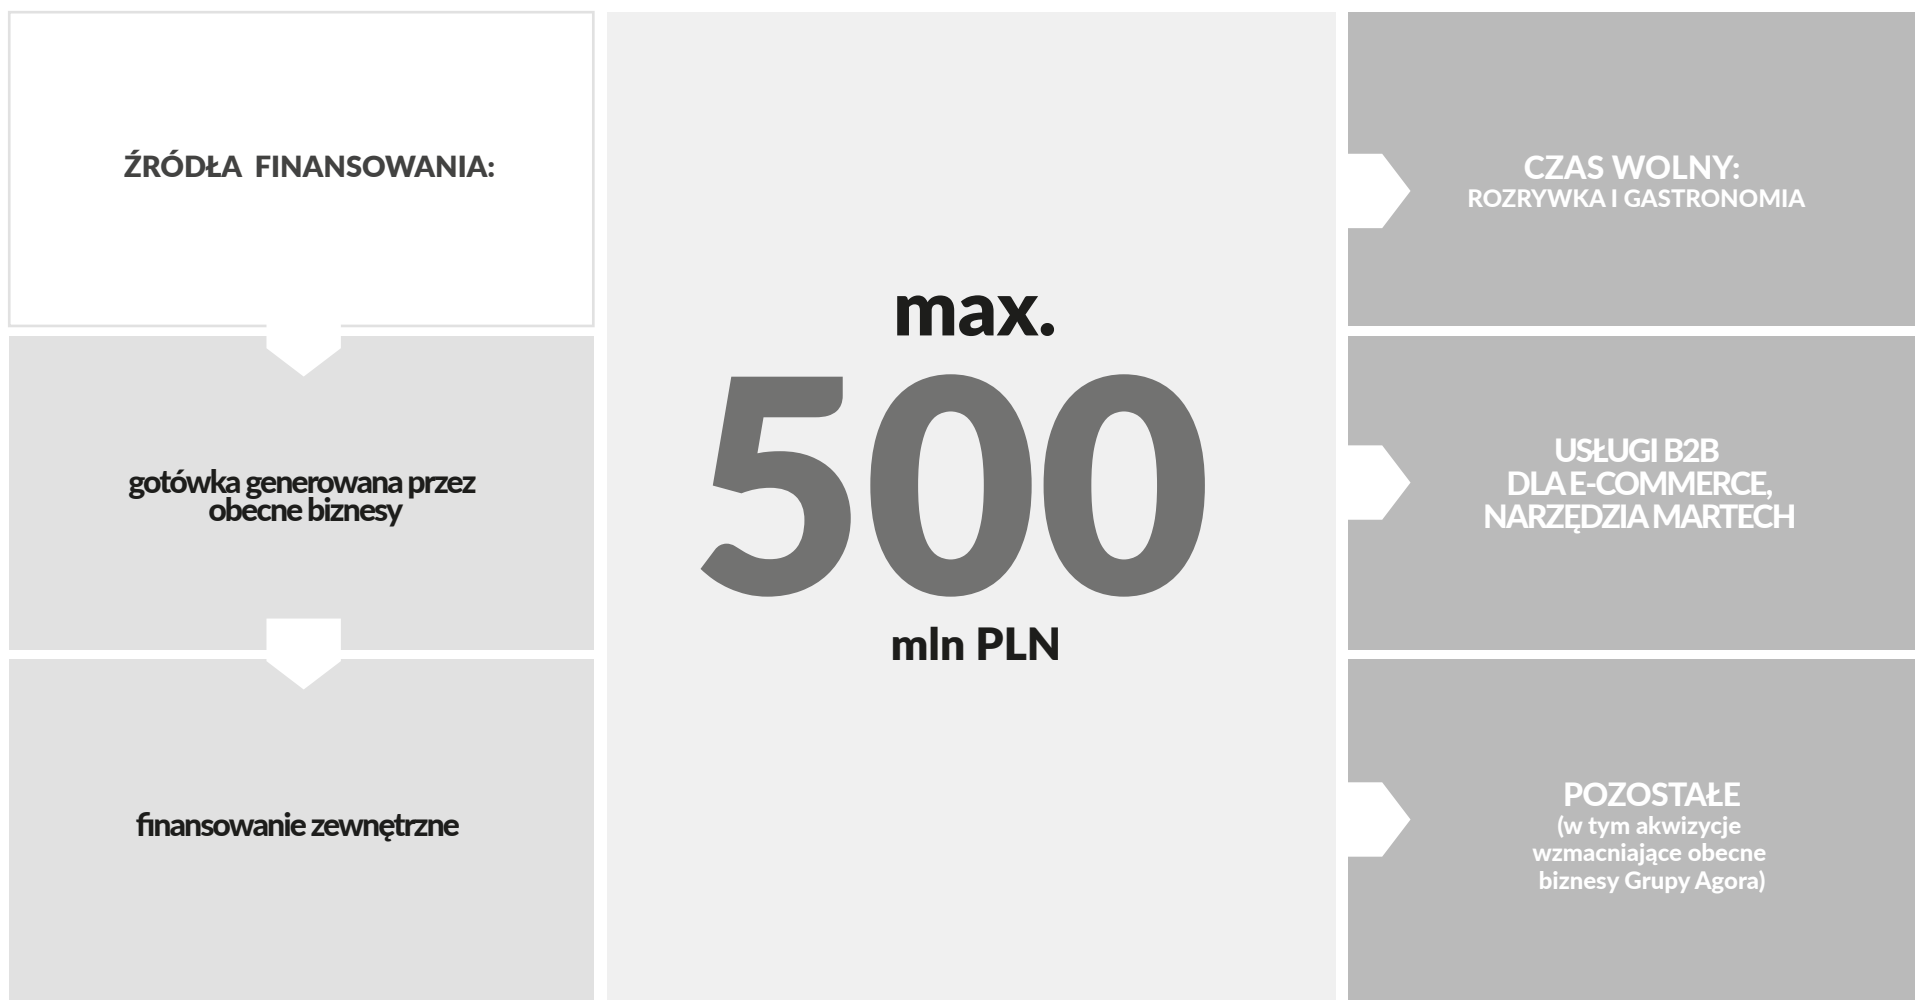 ŹRÓDŁA FINANSOWANIA:
gotówka generowana przez
obecne biznesy
finansowanie zewnętrzne
max.
500
mln PLN
CZAS WOLNY:
ROZRYWKA I GASTRONOMIA
USŁUGI B2B
DLA E-COMMERCE,
NARZĘDZIA MARTECH
POZOSTAŁE
(w tym akwizycje
wzmacniające obecne
biznesy Grupy Agora)